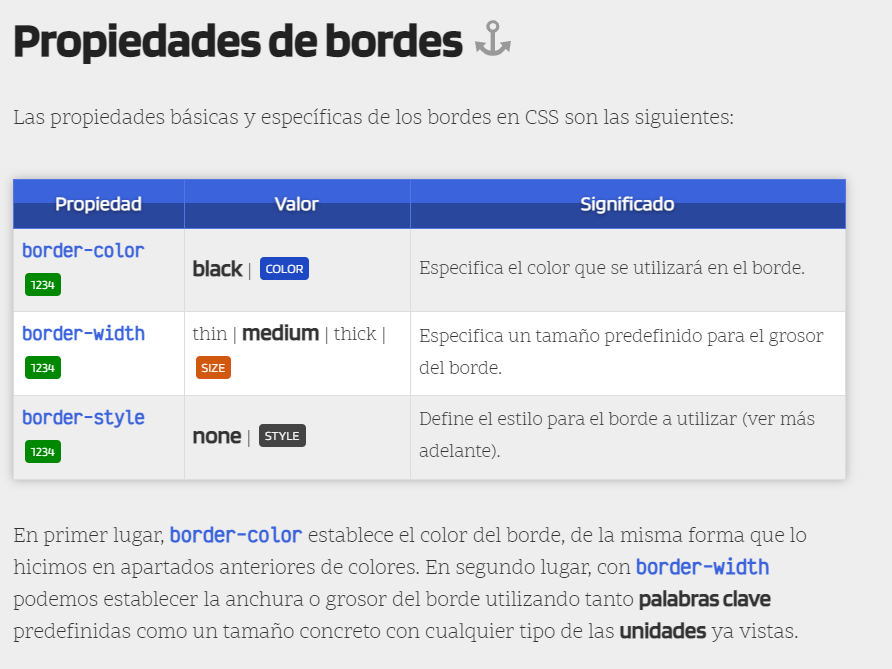 Propiedades de bordes
Las propiedades básicas y específicas de los bordes en CSS son las siguientes:
Propiedad Valor Significado
border-color
1234
black | COLOR
Especifica el color que se utilizará en el borde.
border-width
1234
thin | medium | thick |
SIZE
Especifica un tamaño predefinido para el grosor
del borde.
border-style
1234
none | STYLE
Define el estilo para el borde a utilizar (ver más
adelante).
En primer lugar, border-color establece el color del borde, de la misma forma que lo
hicimos en apartados anteriores de colores. En segundo lugar, con border-width
podemos establecer la anchura o grosor del borde utilizando tanto palabras clave
predefinidas como un tamaño concreto con cualquier tipo de las unidades ya vistas.